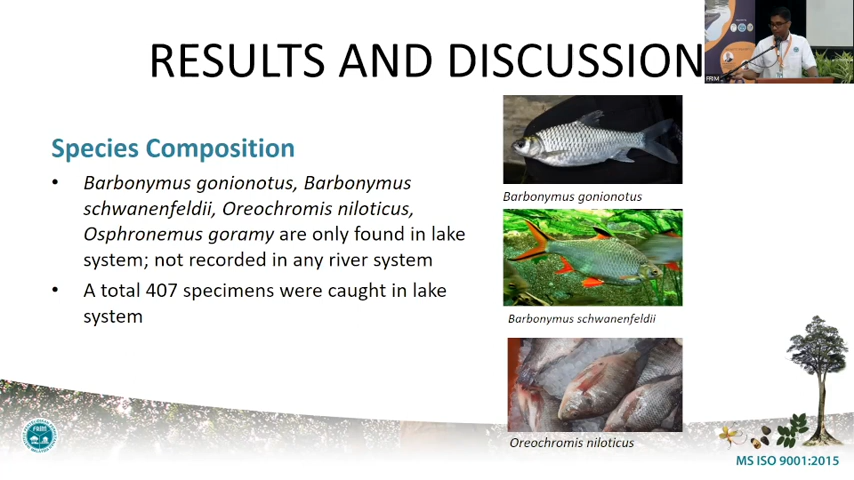 RESULTS AND DISCUSSION
FRIM
Species Composition
• Barbonymus gonionotus, Barbonymus
schwanenfeldii, Oreochromis niloticus,
Osphronemus goramy are only found in lake
system; not recorded in any river system
• A total 407 specimens were caught in lake
system
Barbonymus gonionotus
Barbonymus schwanenfeldii
Oreochromis niloticus
FRIM
MS ISO 9001:2015